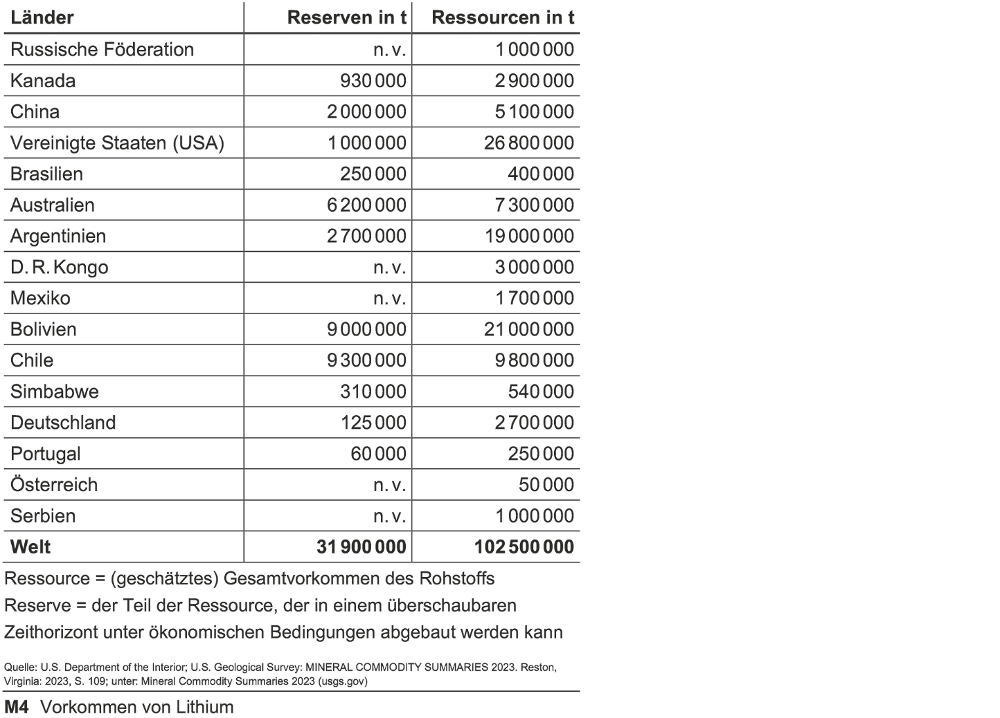 Länder Reserven in t Ressourcen in t
Russische Föderation n. v. 1 000 000
Kanada 930 000 2 900 000
China 2 000 000 5 100 000
Vereinigte Staaten (USA) 1 000 000 26 800 000
Brasilien 250 000 400 000
Australien 6 200 000 7 300 000
Argentinien 2 700 000 19 000 000
D. R. Kongo n. v. 3 000 000
Mexiko n. v. 1 700 000
Bolivien 9 000 000 21 000 000
Chile 9 300 000 9 800 000
Simbabwe 310 000 540 000
Deutschland 125 000 2 700 000
Portugal 60 000 250 000
Österreich n. v. 50 000
Serbien n. v. 1 000 000
Welt 31 900 000 102 500 000
Ressource = (geschätztes) Gesamtvorkommen des Rohstoffs
Reserve = der Teil der Ressource, der in einem überschaubaren
Zeithorizont unter ökonomischen Bedingungen abgebaut werden kann
Quelle: U.S. Department of the Interior; U.S. Geological Survey: MINERAL COMMODITY SUMMARIES 2023. Reston,
Virginia: 2023, S. 109; unter: Mineral Commodity Summaries 2023 (usgs.gov)
M4 Vorkommen von Lithium